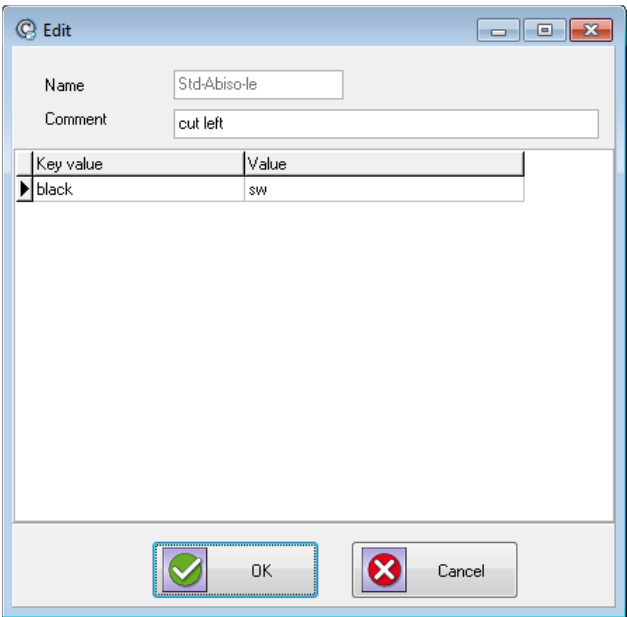 Edit
Name Std-Abiso-le
Comment cut left
Key value Value
black sw
OK Cancel